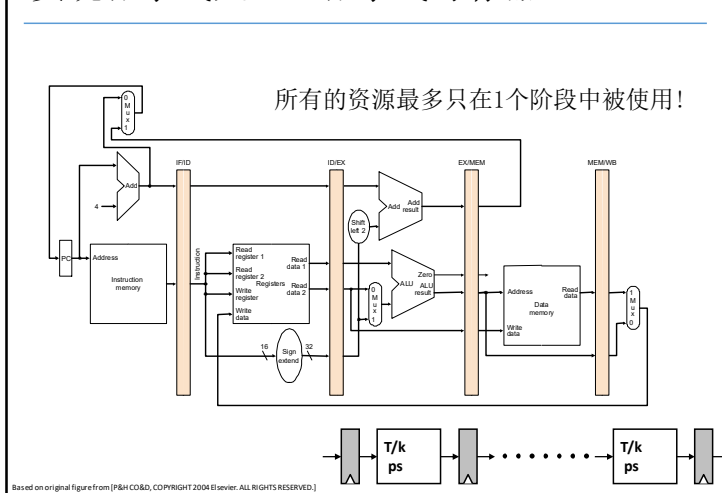 所有的资源最多只在1个阶段中被使用!
0
M
u
x
1
IF/ID
ID/EX
EX/MEM
MEM/WB
Add
4
Add
Add
result
Shift
left 2
PC
Address
Instruction
memory
Instruction
Read
register 1
Read
register 2
Write
register
Write
data
Registers
Read
data 1
Read
data 2
0
M
u
x
1
Zero
ALU
ALU
result
Address
Data
memory
Read
data
Write
data
1
M
u
x
0
16
Sign
extend
32
T/k
ps
T/k
ps
Based on original figure from [P&H CO&D, COPYRIGHT 2004 Elsevier. ALL RIGHTS RESERVED.]